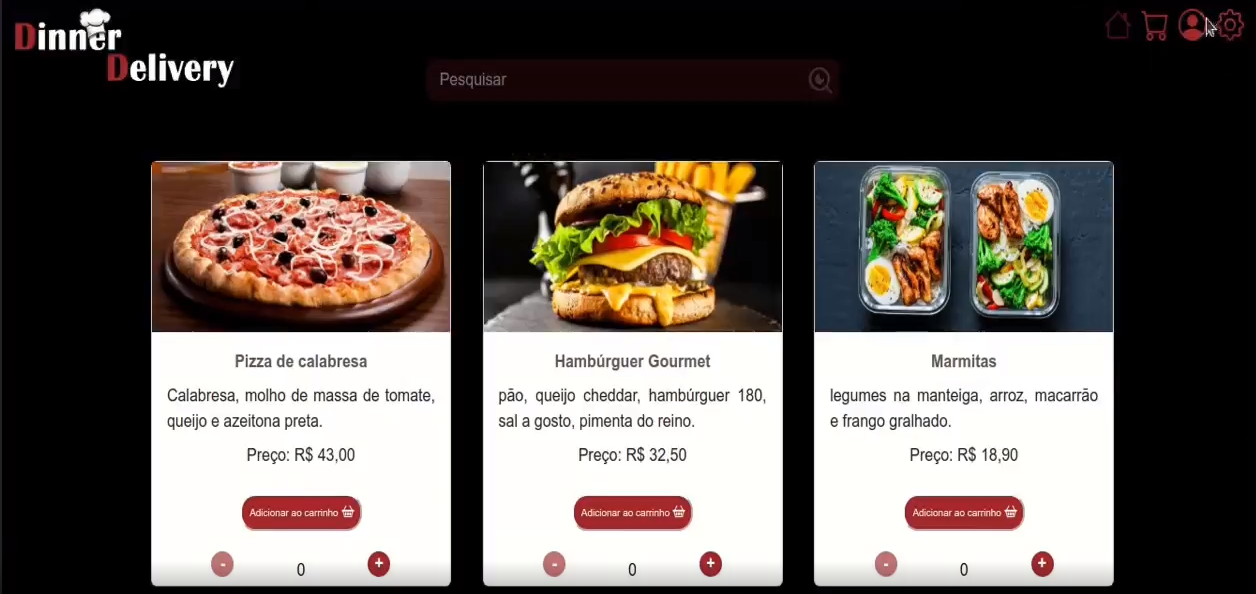 Dinner
Delivery
Pesquisar
Pizza de calabresa
Calabresa, molho de massa de tomate,
queijo e azeitona preta.
Preço: R$ 43,00
Adicionar ao carrinho
- 0 +
Hambúrguer Gourmet
pão, queijo cheddar, hambúrguer 180,
sal a gosto, pimenta do reino.
Preço: R$ 32,50
Adicionar ao carrinho
- 0 +
Marmitas
legumes na manteiga, arroz, macarrão
e frango gralhado.
Preço: R$ 18,90
Adicionar ao carrinho
- 0 +